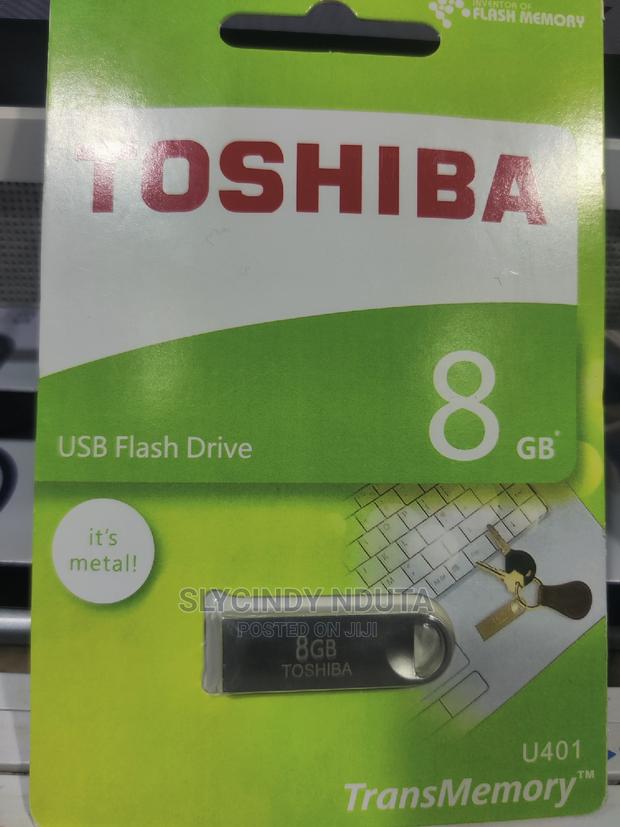 INVENTOR OF
FLASH MEMORY
TOSHIBA
8 GB*
USB Flash Drive
it's
metal!
SLYCINDY NDUTA
POSTED ON JIJI
8GB
TOSHIBA
U401
TransMemory™